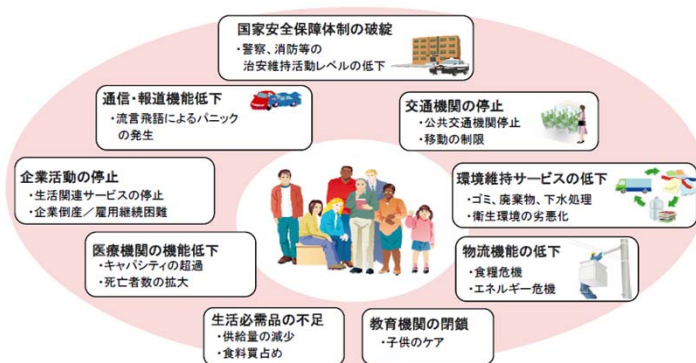 国家安全保障体制の破綻
・警察、消防等の
治安維持活動レベルの低下
通信・報道機能低下
・流言飛語によるパニック
の発生
交通機関の停止
・公共交通機関停止
・移動の制限
企業活動の停止
・生活関連サービスの停止
・企業倒産／雇用継続困難
環境維持サービスの低下
・ゴミ、廃棄物、下水処理
・衛生環境の劣悪化
医療機関の機能低下
・キャパシティの超過
・死亡者数の拡大
物流機能の低下
・食糧危機
・エネルギー危機
生活必需品の不足
・供給量の減少
・食料買占め
教育機関の閉鎖
・子供のケア